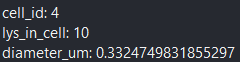 cell_id: 4
lys_in_cell: 10
diameter_um: 0.3324749831855297